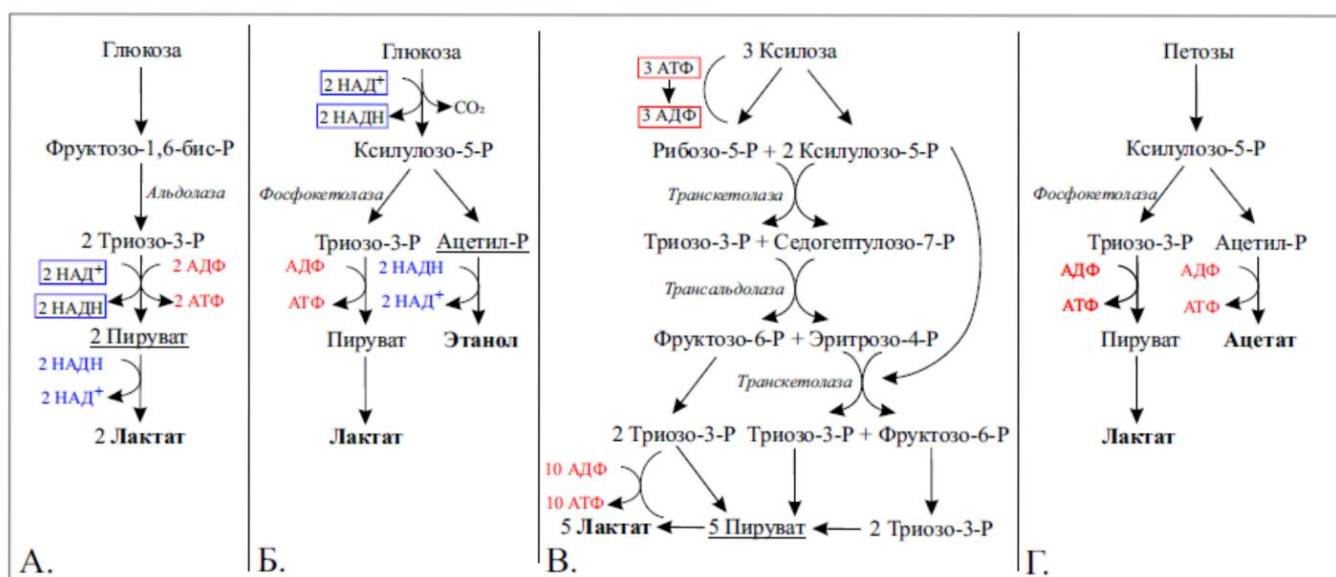 Глюкоза
Фруктозо-1,6-бис-Р
Альдолаза
2 Триозо-3-Р
2 НАД⁺
2 АДФ
2 НАДН
2 АТФ
2 Пируват
2 НАДН
2 НАД⁺
2 Лактат
А.
Глюкоза
2 НАД⁺
2 НАДН
CO₂
Ксилулозо-5-Р
Фосфокетолаза
Триозо-3-Р
Ацетил-Р
АДФ
2 НАДН
АТФ
2 НАД⁺
Пируват
Этанол
Лактат
Б.
3 Ксилоза
3 АТФ
3 АДФ
Рибозо-5-Р + 2 Ксилулозо-5-Р
Транскетолаза
Триозо-3-Р + Седогептулозо-7-Р
Трансальдолаза
Фруктозо-6-Р + Эритрозо-4-Р
Транскетолаза
2 Триозо-3-Р
Триозо-3-Р + Фруктозо-6-Р
10 АДФ
10 АТФ
5 Лактат
5 Пируват
2 Триозо-3-Р
В.
Петозы
Ксилулозо-5-Р
Фосфокетолаза
Триозо-3-Р
Ацетил-Р
АДФ
АДФ
АТФ
АТФ
Пируват
Ацетат
Лактат
Г.